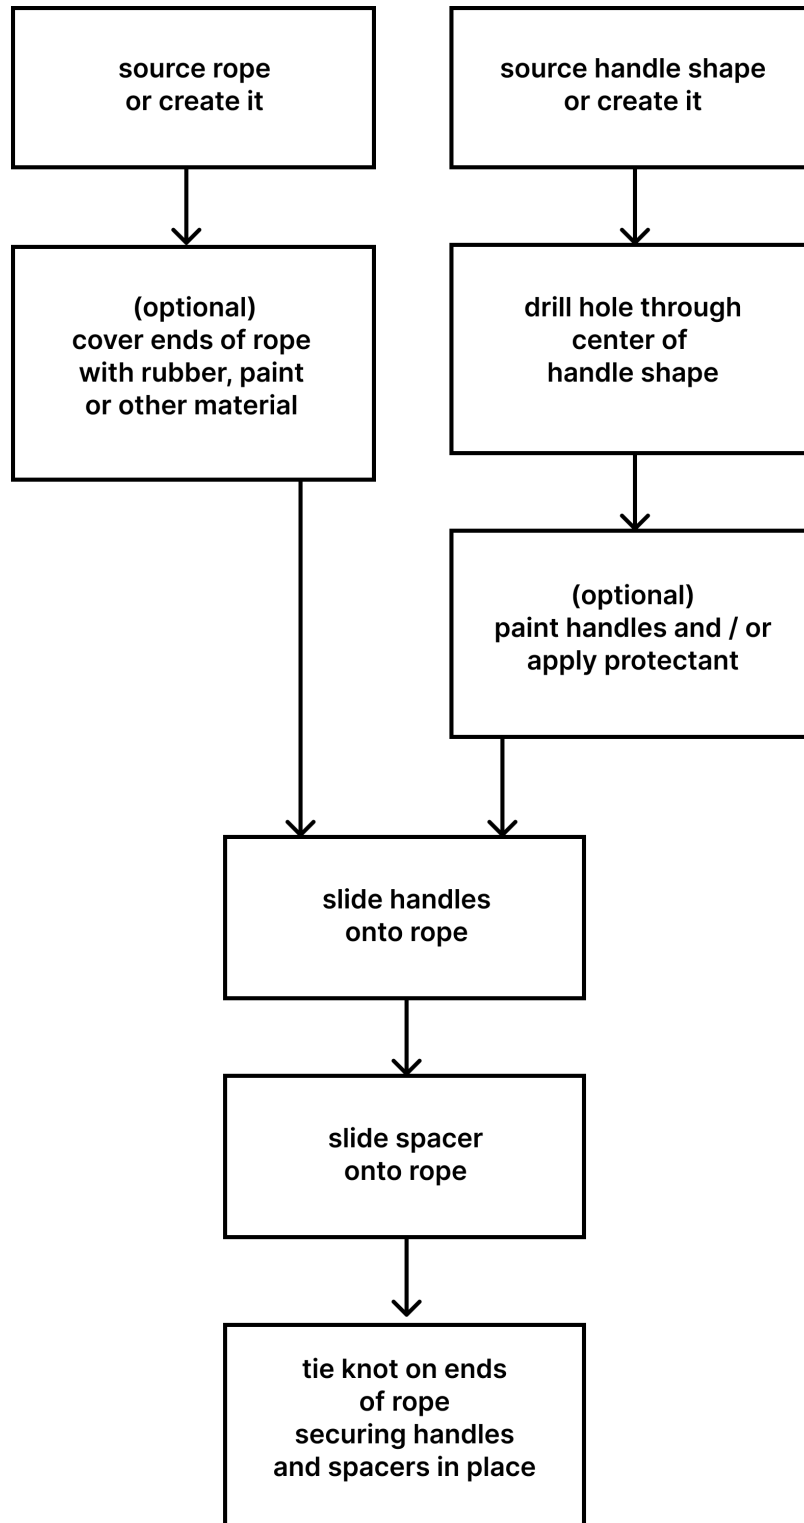 source rope
or create it
source handle shape
or create it
(optional)
cover ends of rope
with rubber, paint
or other material
drill hole through
center of
handle shape
(optional)
paint handles and / or
apply protectant
slide handles
onto rope
slide spacer
onto rope
tie knot on ends
of rope
securing handles
and spacers in place